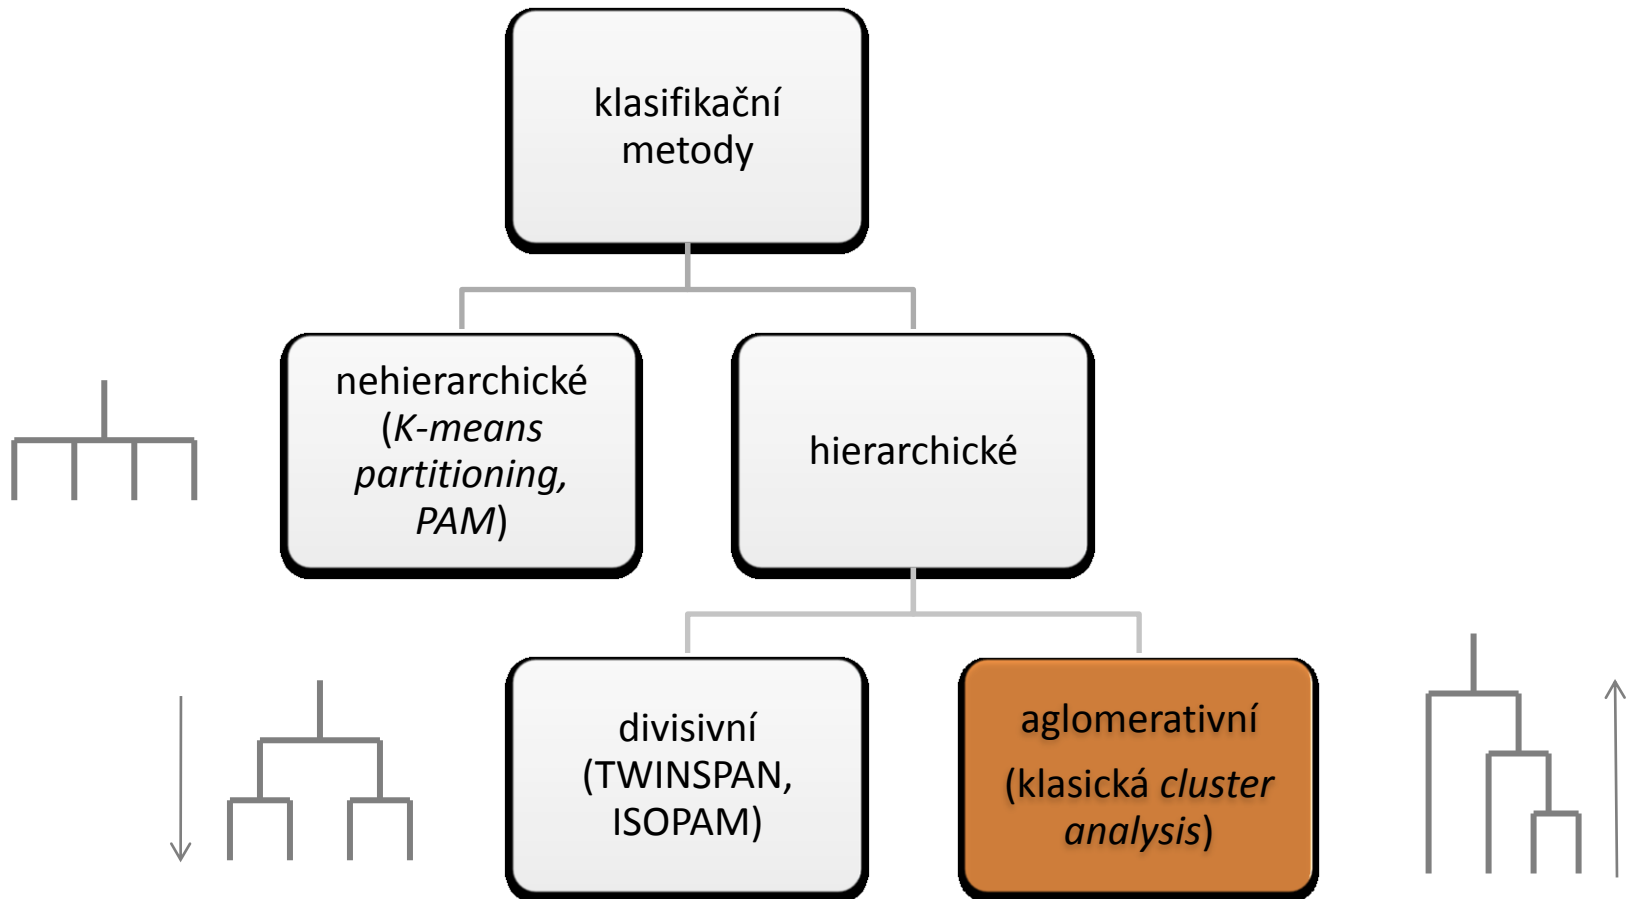 klasifikační
metody
nehierarchické
(K-means
partitioning,
PAM)
hierarchické
divisivní
(TWINSPAN,
ISOPAM)
aglomerativní
(klasická cluster
analysis)